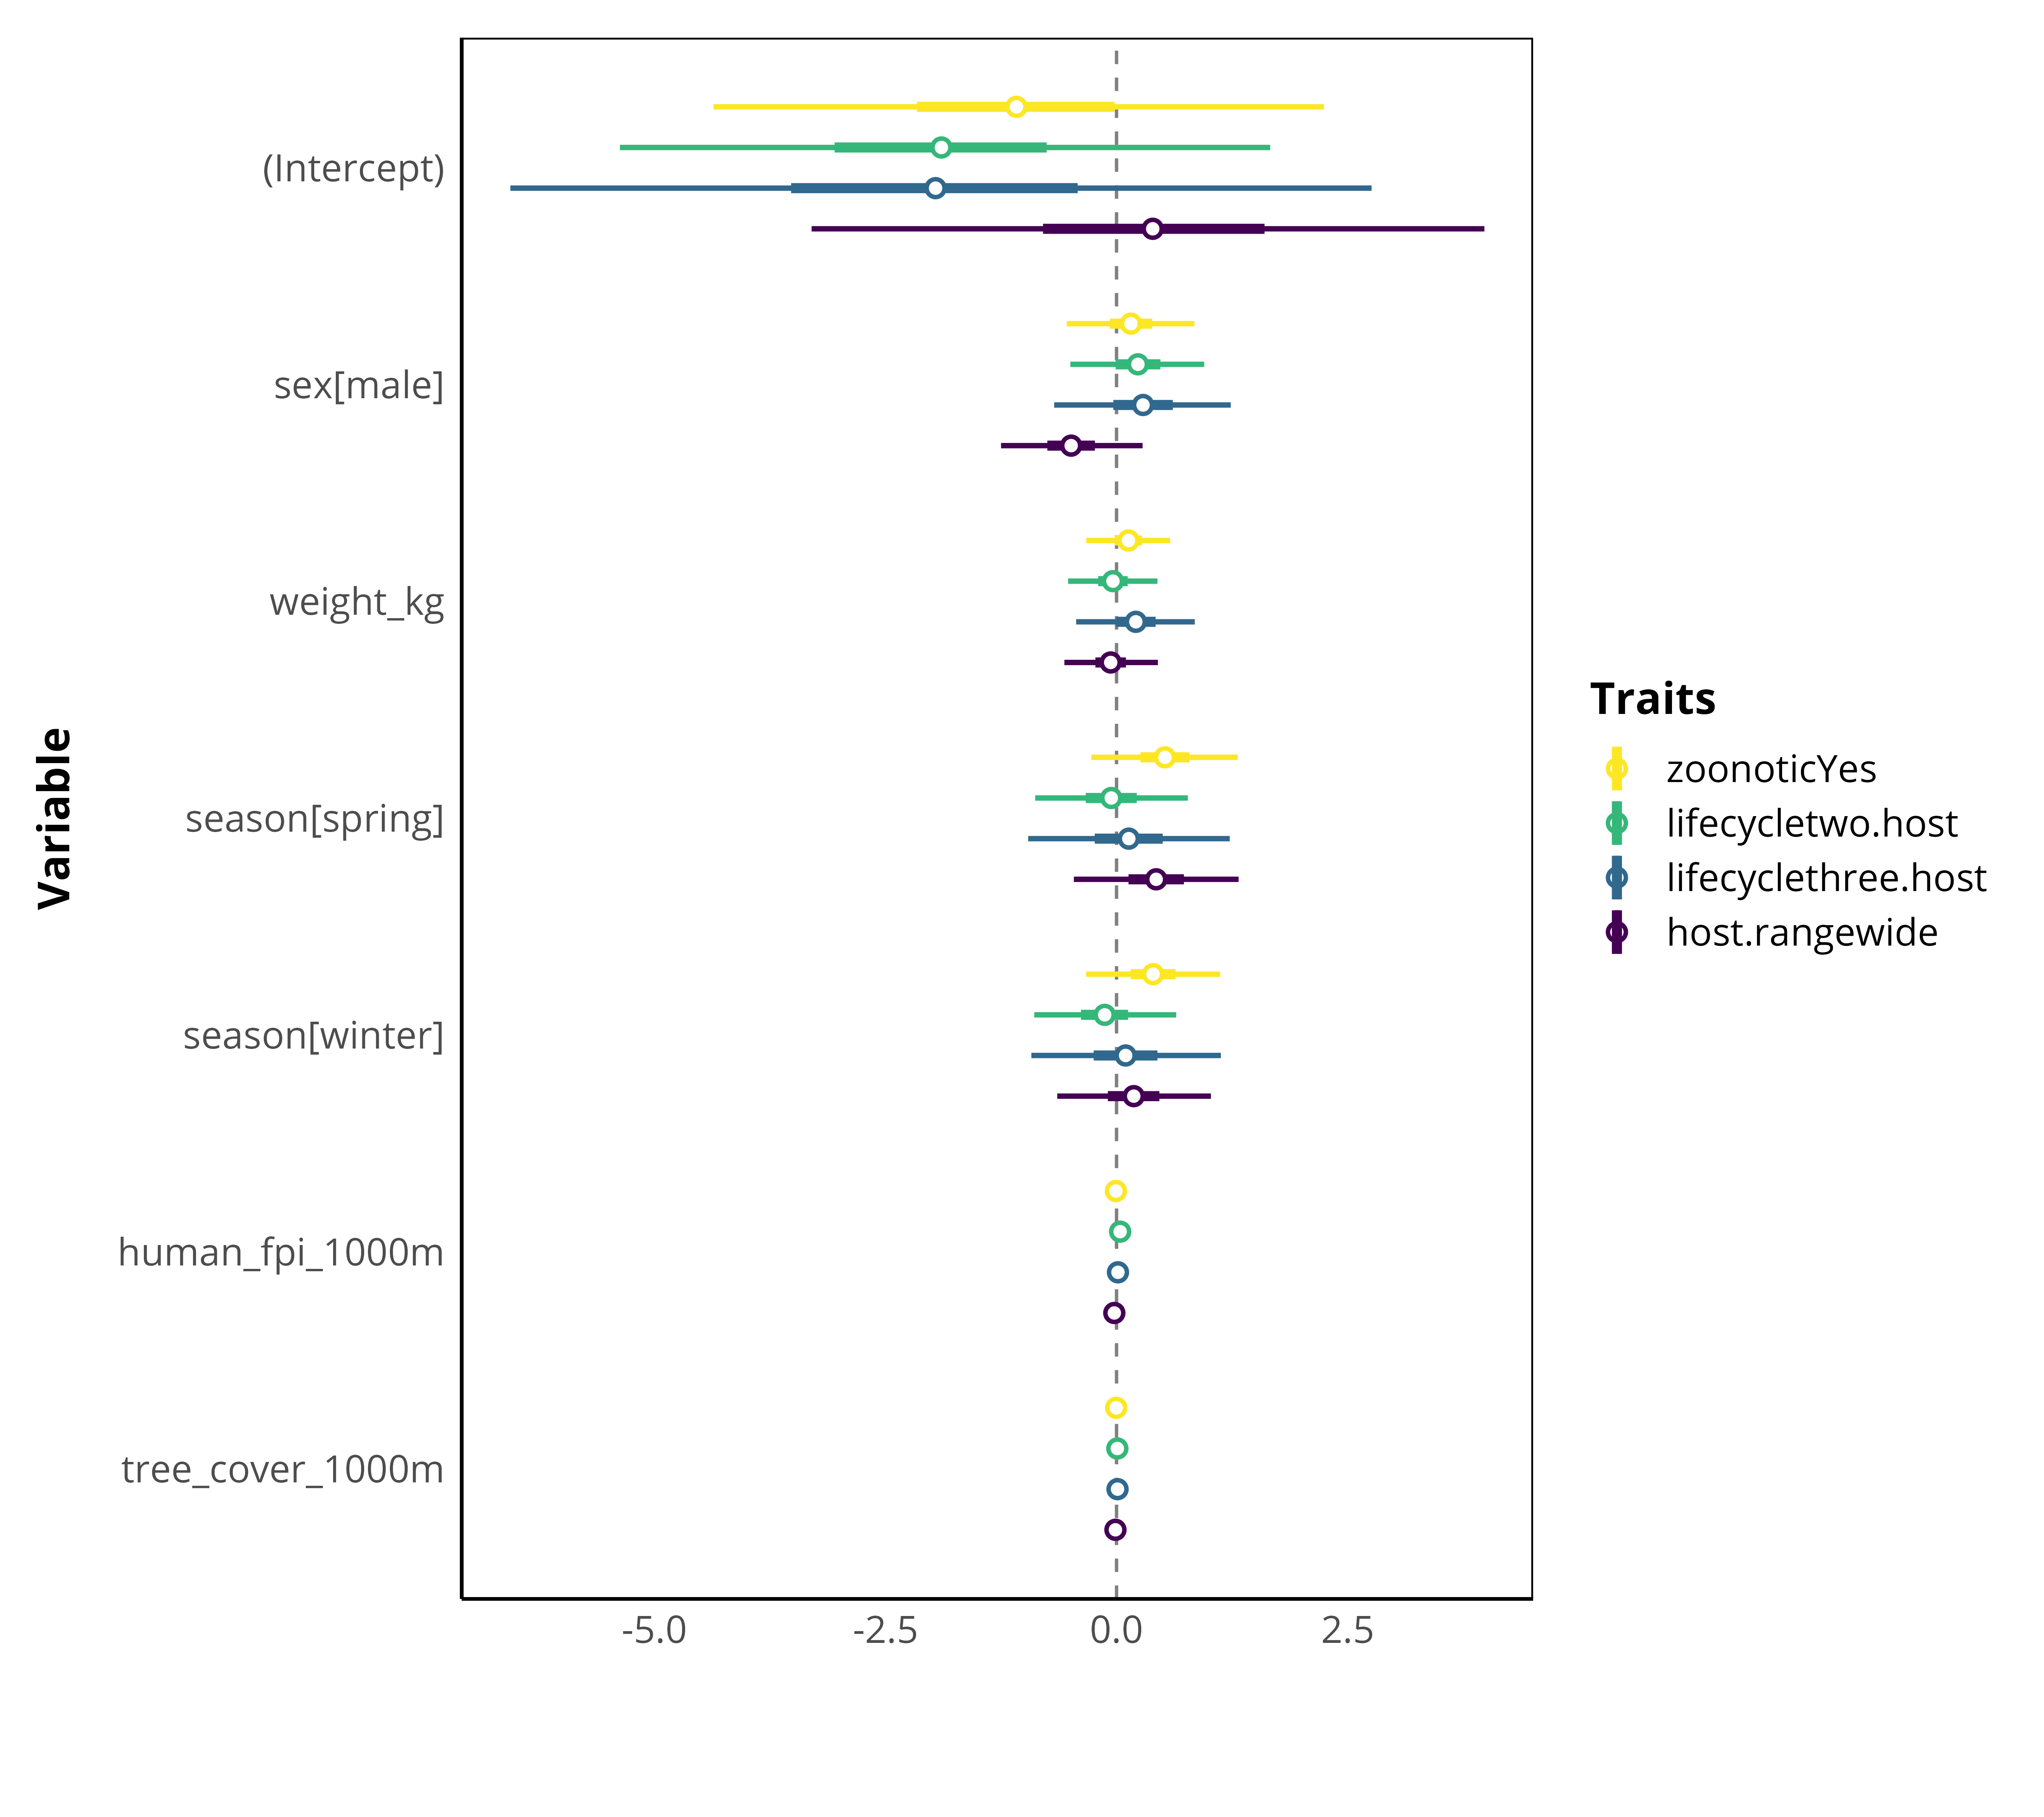 Variable
(Intercept)
sex[male]
weight_kg
season[spring]
season[winter]
human_fpi_1000m
tree_cover_1000m
-5.0
-2.5
0.0
2.5
Traits
zoonoticYes
lifecycletwo.host
lifecyclethree.host
host.rangewide